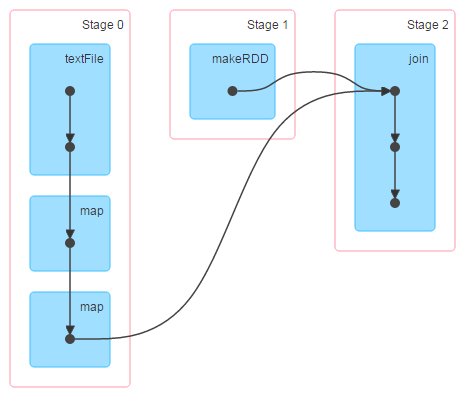 Stage 0
textFile
map
map
Stage 1
makeRDD
Stage 2
join